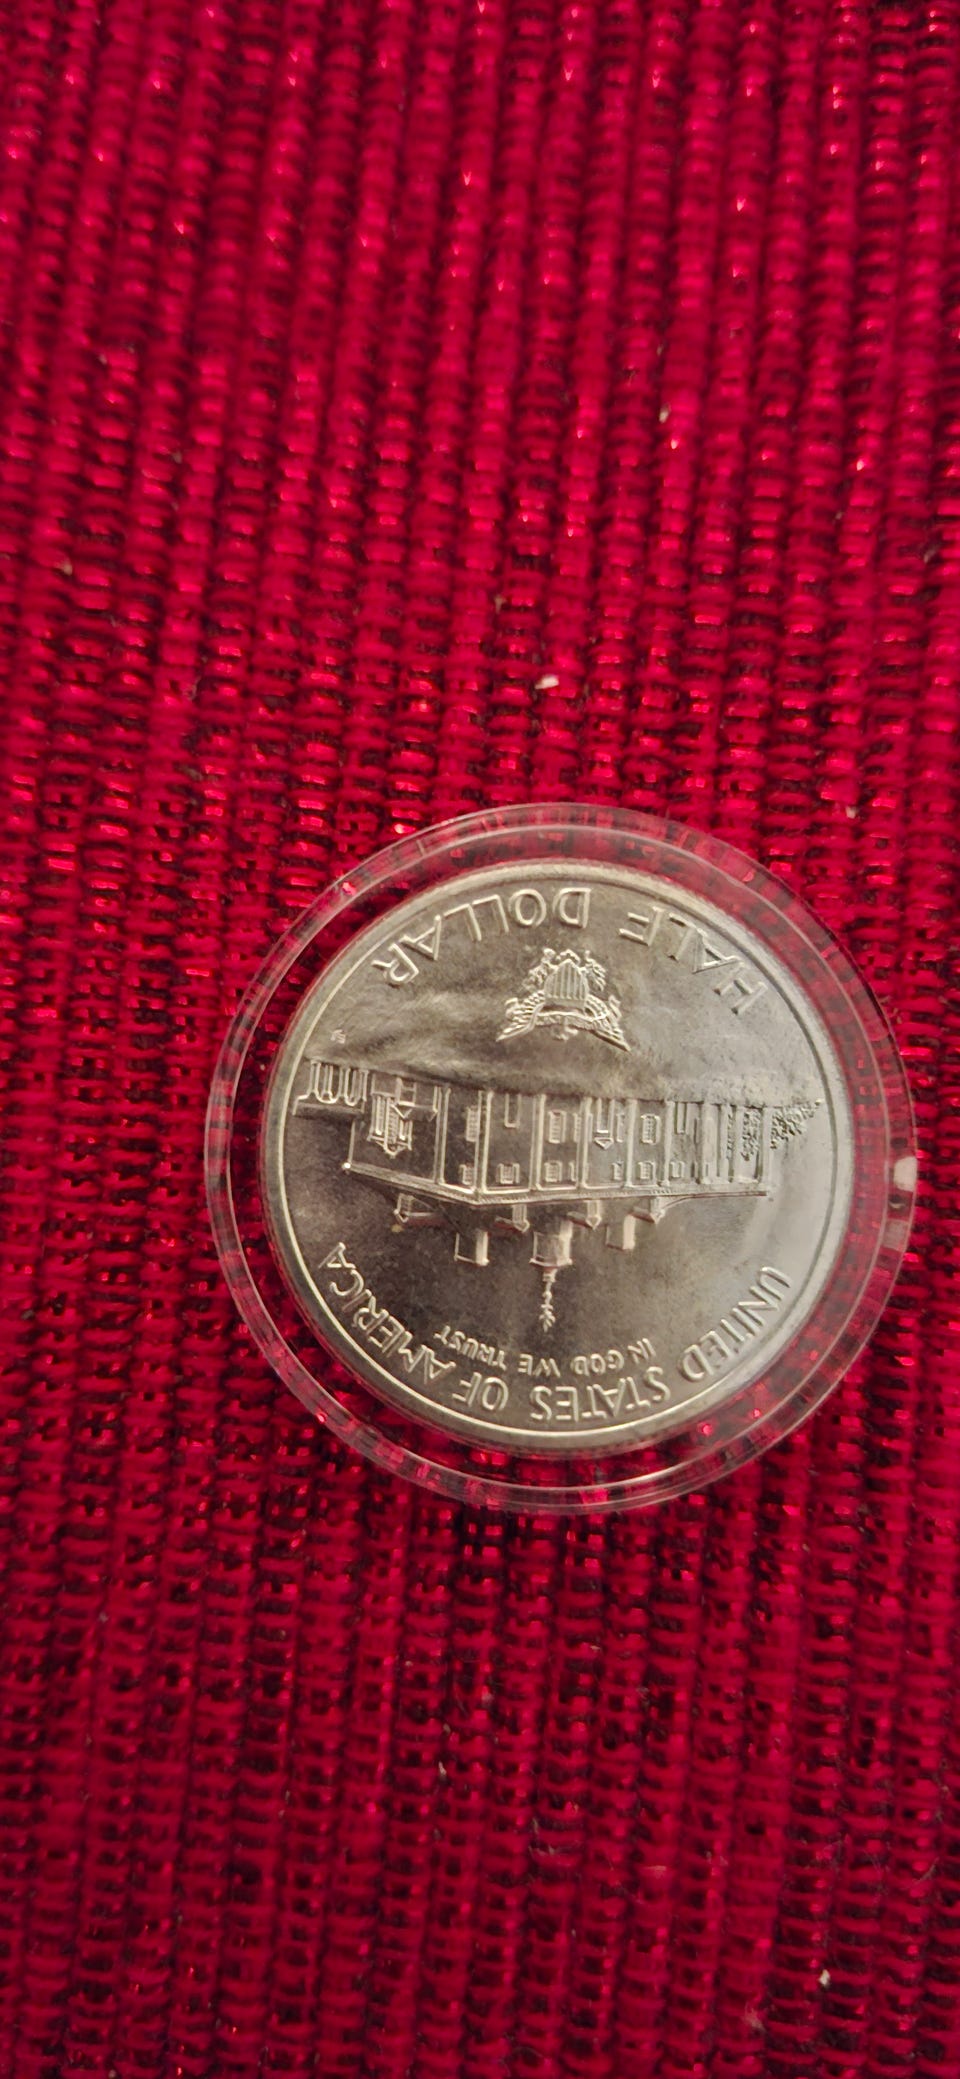 UNITED STATES OF AMERICA
IN GOD WE TRUST
HALF DOLLAR